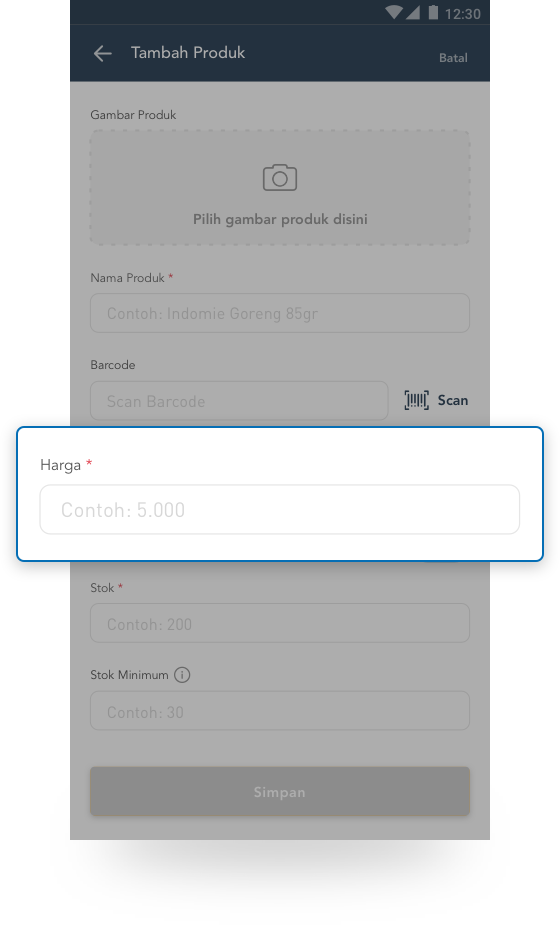 12:30
Tambah Produk
Batal
Gambar Produk
Pilih gambar produk disini
Nama Produk *
Contoh: Indomie Goreng 85gr
Barcode
Scan Barcode
Scan
Harga *
Contoh: 5.000
Stok *
Contoh: 200
Stok Minimum
Contoh: 30
Simpan